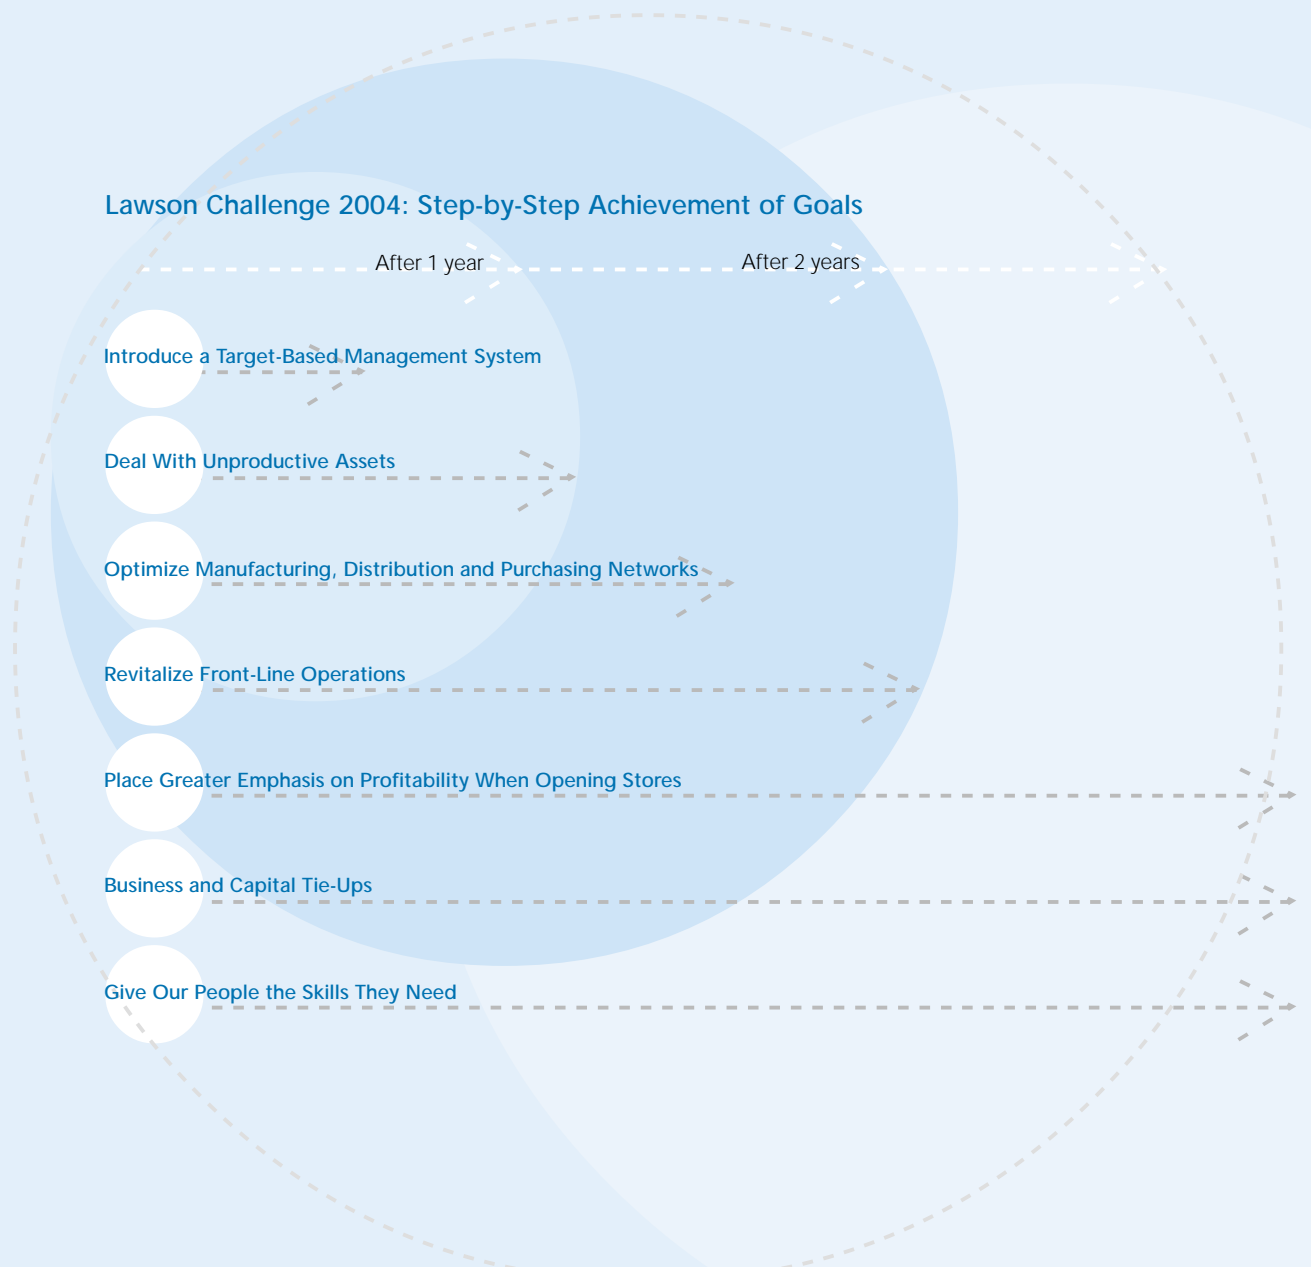 Lawson Challenge 2004: Step-by-Step Achievement of Goals
After 1 year
After 2 years
Introduce a Target-Based Management System
Deal With Unproductive Assets
Optimize Manufacturing, Distribution and Purchasing Networks
Revitalize Front-Line Operations
Place Greater Emphasis on Profitability When Opening Stores
Business and Capital Tie-Ups
Give Our People the Skills They Need